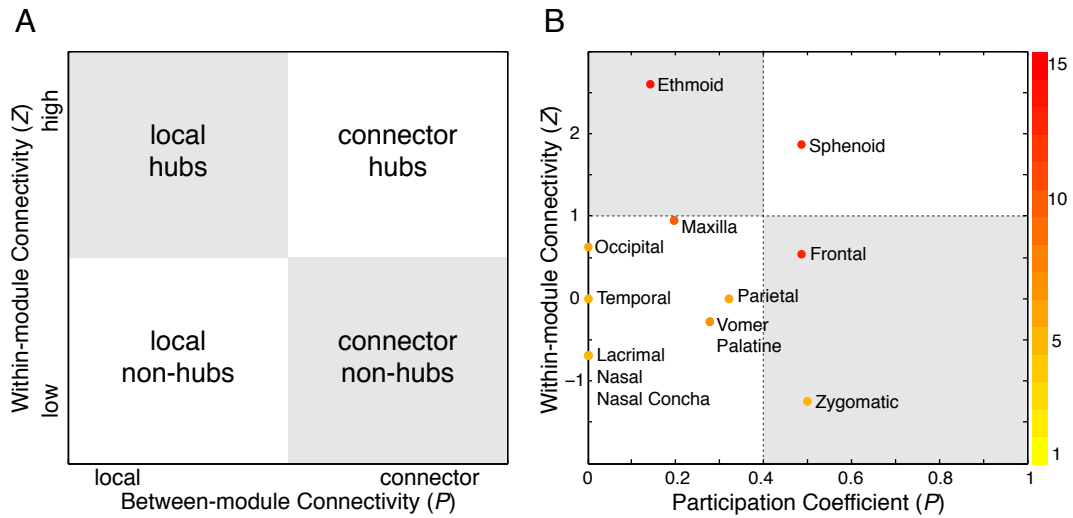 A
Within-module Connectivity (Z)
high
low
local
hubs
connector
hubs
local
non-hubs
connector
non-hubs
local
connector
Between-module Connectivity (P)
B
Within-module Connectivity (Z)
2
1
0
−1
Ethmoid
Sphenoid
Maxilla
Occipital
Frontal
Temporal
Parietal
Vomer
Palatine
Lacrimal
Nasal
Nasal Concha
Zygomatic
0
0.2
0.4
0.6
0.8
1
Participation Coefficient (P)
15
10
5
1